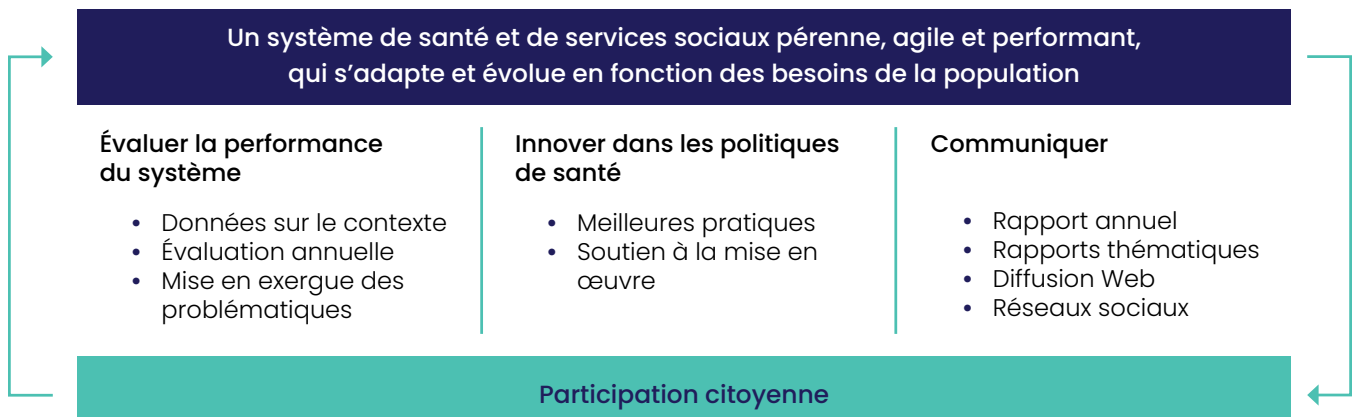 Un système de santé et de services sociaux pérenne, agile et performant,
qui s’adapte et évolue en fonction des besoins de la population
Évaluer la performance
du système
• Données sur le contexte
• Évaluation annuelle
• Mise en exergue des
problématiques
Innover dans les politiques
de santé
• Meilleures pratiques
• Soutien à la mise en
œuvre
Communiquer
• Rapport annuel
• Rapports thématiques
• Diffusion Web
• Réseaux sociaux
Participation citoyenne